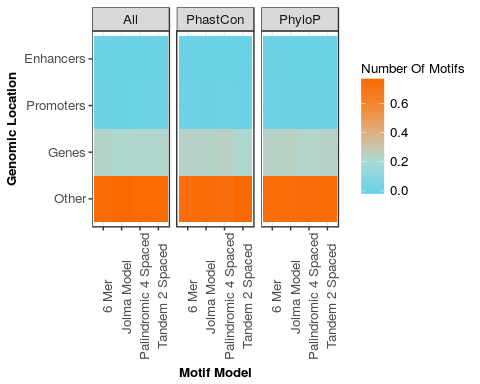 All
PhastCon
PhyloP
Genomic Location
Enhancers
Promoters
Genes
Other
6 Mer
Jolma Model
Palindromic 4 Spaced
Tandem 2 Spaced
6 Mer
Jolma Model
Palindromic 4 Spaced
Tandem 2 Spaced
6 Mer
Jolma Model
Palindromic 4 Spaced
Tandem 2 Spaced
Motif Model
Number Of Motifs
0.6
0.4
0.2
0.0